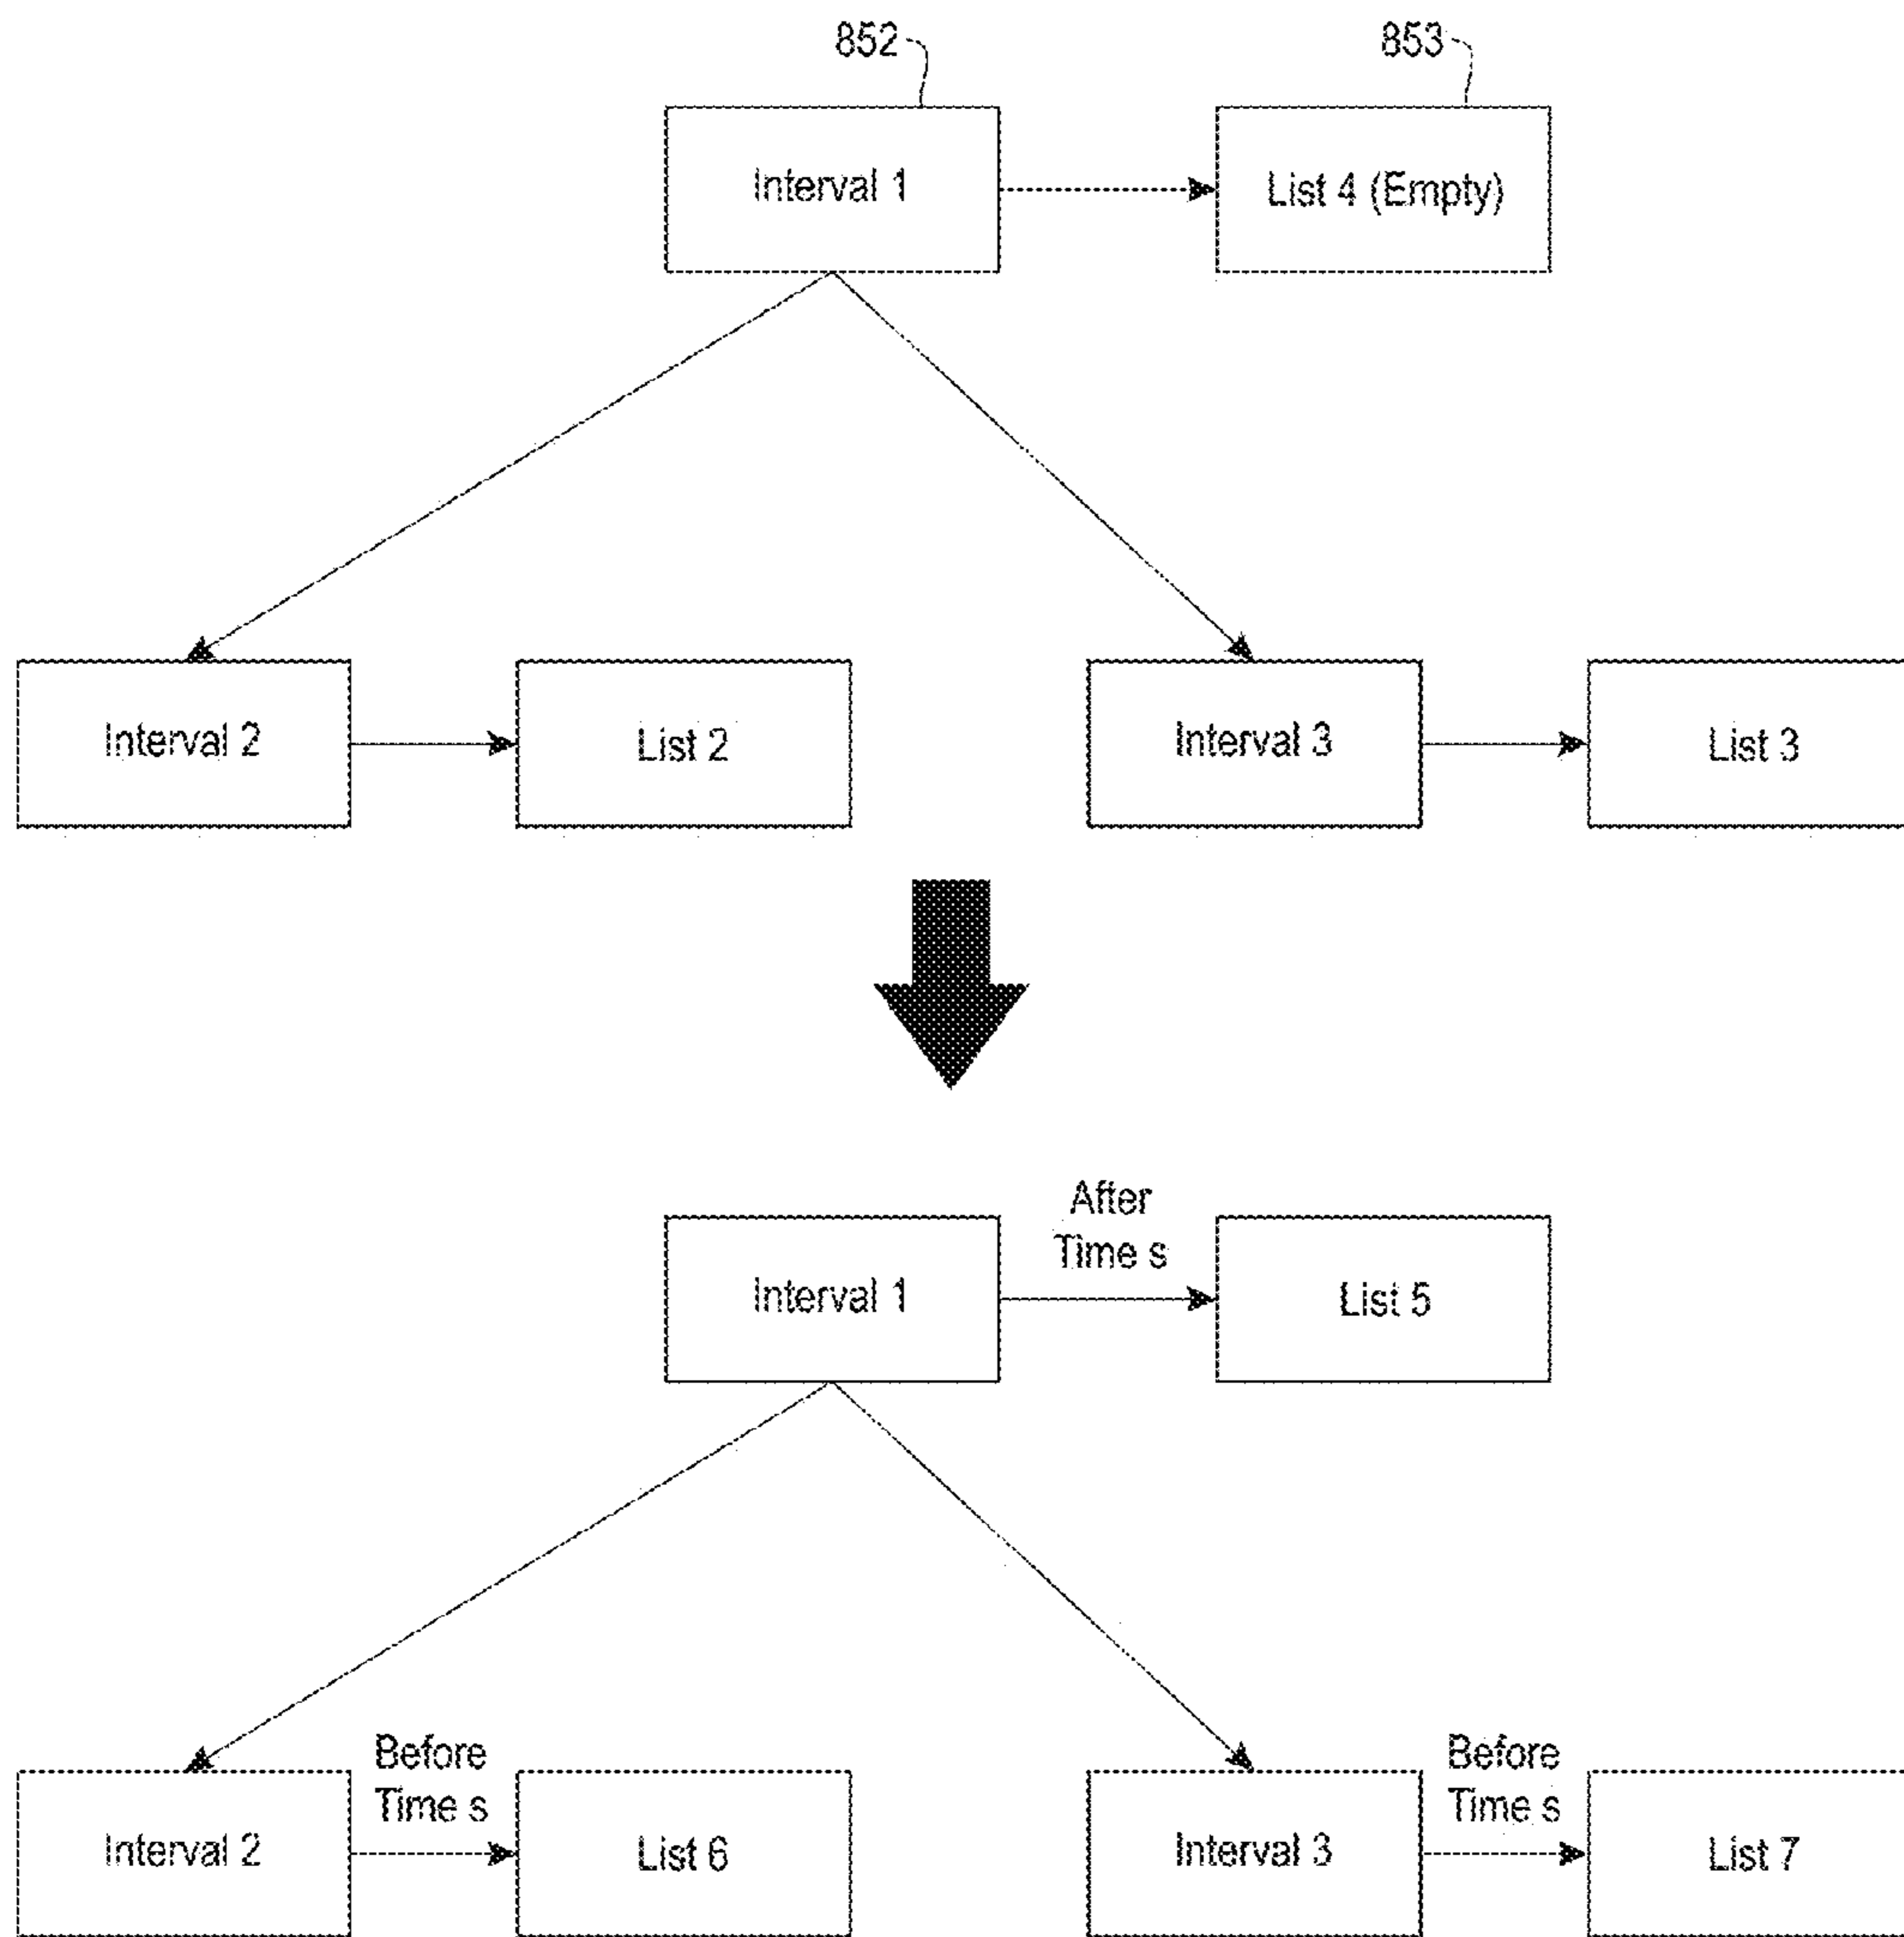 852
853
Interval 1
List 4 (Empty)
Interval 2
List 2
Interval 3
List 3
After
Time s
Interval 1
List 5
Before
Time s
Before
Time s
Interval 2
List 6
Interval 3
List 7